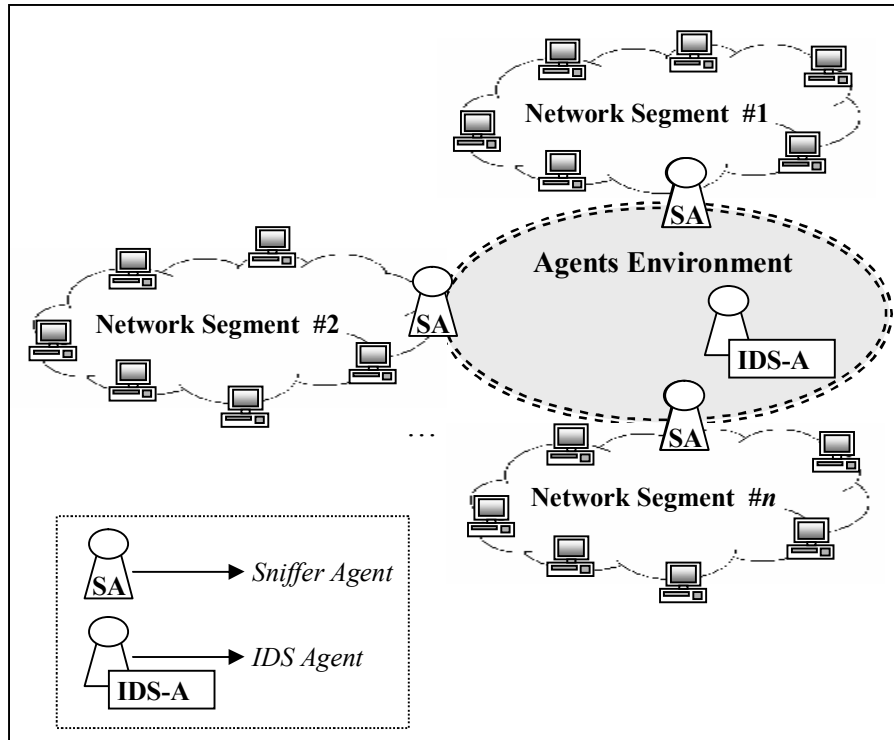 Network Segment #1
SA
Agents Environment
SA
Network Segment #2
IDS-A
SA
...
Network Segment #n
SA
Sniffer Agent
IDS Agent
IDS-A